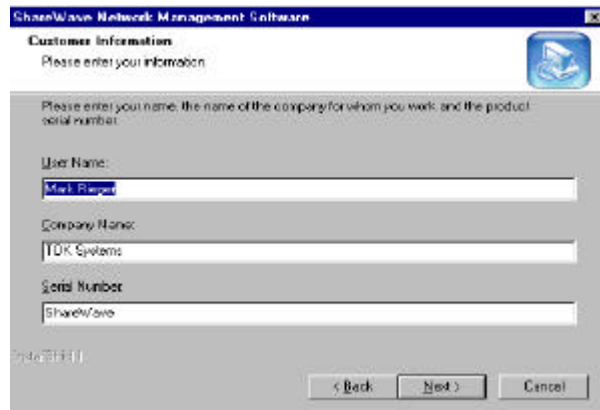 ShareWave Network Management Software
Customer Information
Please enter your information
Please enter your name, the name of the company for whom you work and the product
serial number.
User Name:
Mark Rieger
Company Name:
TDK Systems
Serial Number
ShareWave
InstallShield
< Back
Next >
Cancel